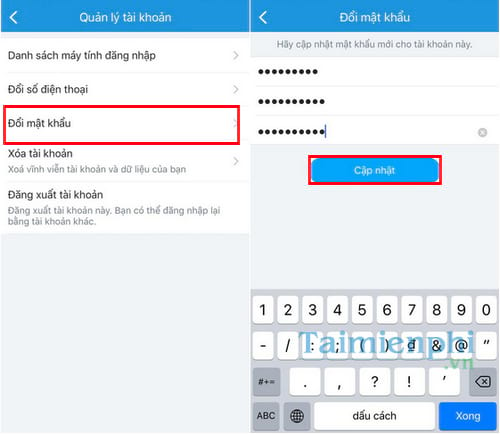 Quản lý tài khoản
Danh sách máy tính đăng nhập
Đổi số điện thoại
Đổi mật khẩu
Xóa tài khoản
Xoá vĩnh viễn tài khoản và dữ liệu của bạn
Đăng xuất tài khoản
Đăng xuất tài khoản này. Bạn có thể đăng nhập lại
bằng tài khoản khác.
Đổi mật khẩu
Hãy cập nhật mật khẩu mới cho tài khoản này.
•••••••••
•••••••••
••••••••••
Cập nhật
1 2 3 4 5 6 7 8 9 0
- / : ; ( ) đ & @ “
#+= . , ? ! ‘
ABC dấu cách Xong
Taimienphi
.vn